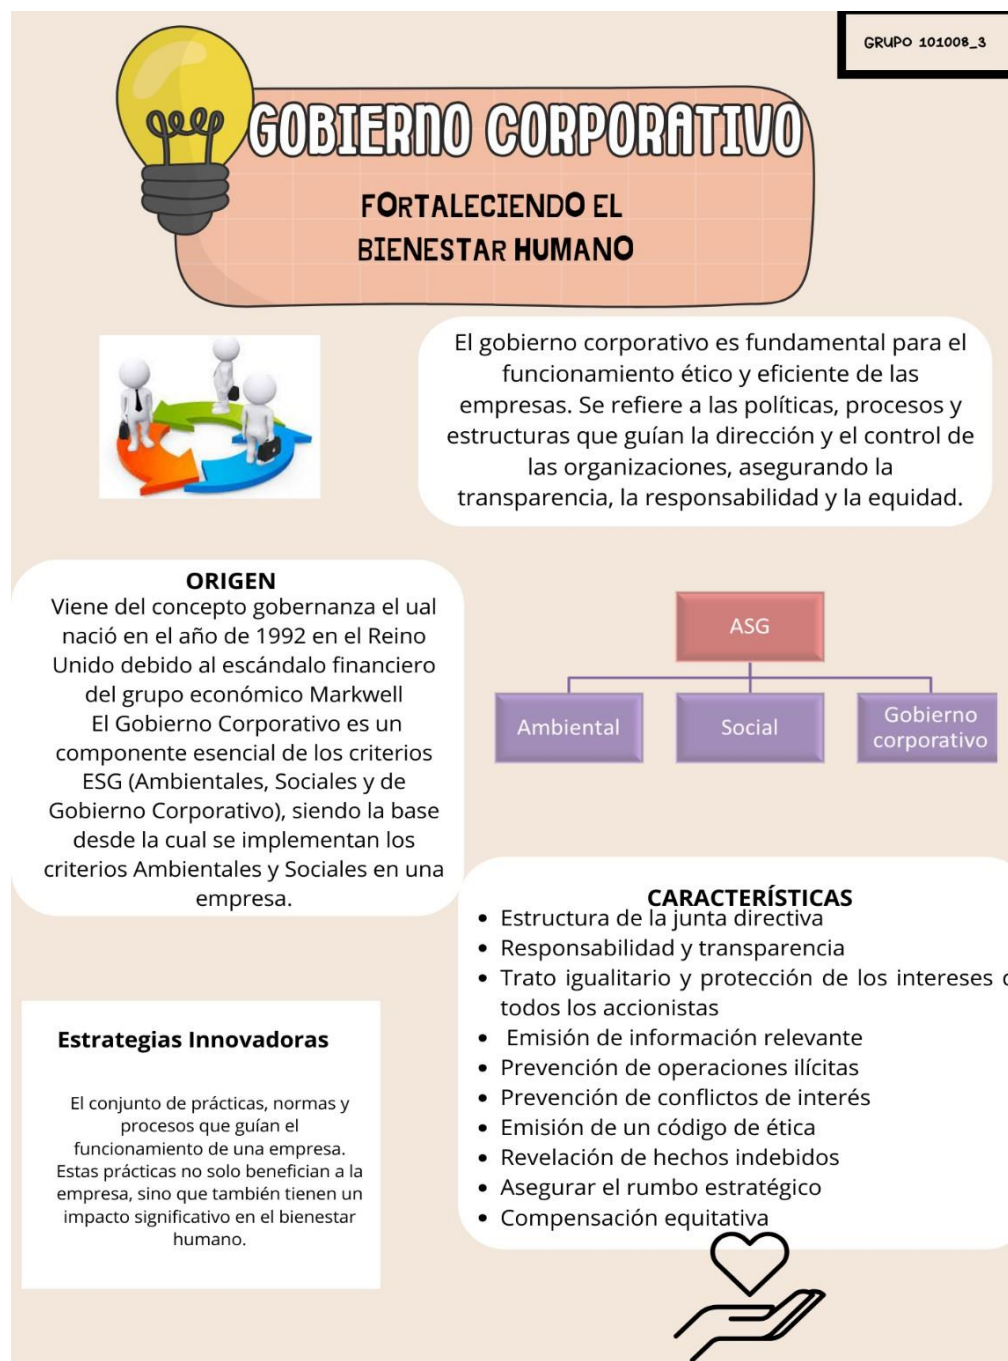 GRUPO 101008_3
GOBIERNO CORPORATIVO
FORTALECIENDO EL
BIENESTAR HUMANO
El gobierno corporativo es fundamental para el
funcionamiento ético y eficiente de las
empresas. Se refiere a las políticas, procesos y
estructuras que guían la dirección y el control de
las organizaciones, asegurando la
transparencia, la responsabilidad y la equidad.
ORIGEN
Viene del concepto gobernanza el ual
nació en el año de 1992 en el Reino
Unido debido al escándalo financiero
del grupo económico Markwell
El Gobierno Corporativo es un
componente esencial de los criterios
ESG (Ambientales, Sociales y de
Gobierno Corporativo), siendo la base
desde la cual se implementan los
criterios Ambientales y Sociales en una
empresa.
ASG
Ambiental
Social
Gobierno
corporativo
CARACTERÍSTICAS
• Estructura de la junta directiva
• Responsabilidad y transparencia
• Trato igualitario y protección de los intereses
todos los accionistas
• Emisión de información relevante
• Prevención de operaciones ilícitas
• Prevención de conflictos de interés
• Emisión de un código de ética
• Revelación de hechos indebidos
• Asegurar el rumbo estratégico
• Compensación equitativa
Estrategias Innovadoras
El conjunto de prácticas, normas y
procesos que guían el
funcionamiento de una empresa.
Estas prácticas no solo benefician a la
empresa, sino que también tienen un
impacto significativo en el bienestar
humano.